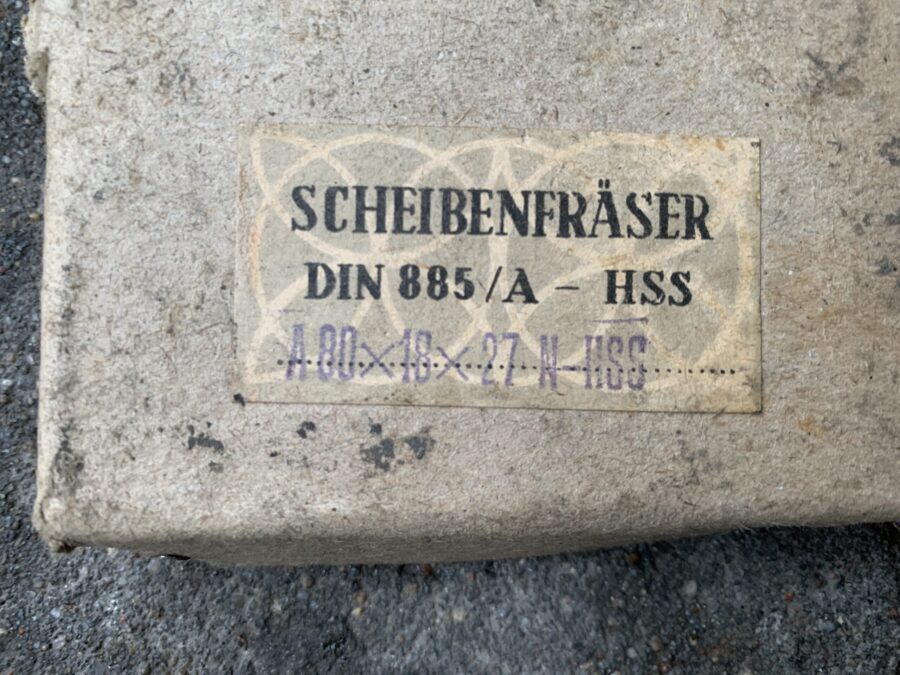 SCHEIBENFRÄSER
DIN 885/A – HSS
A 80×18×27 N-HSS